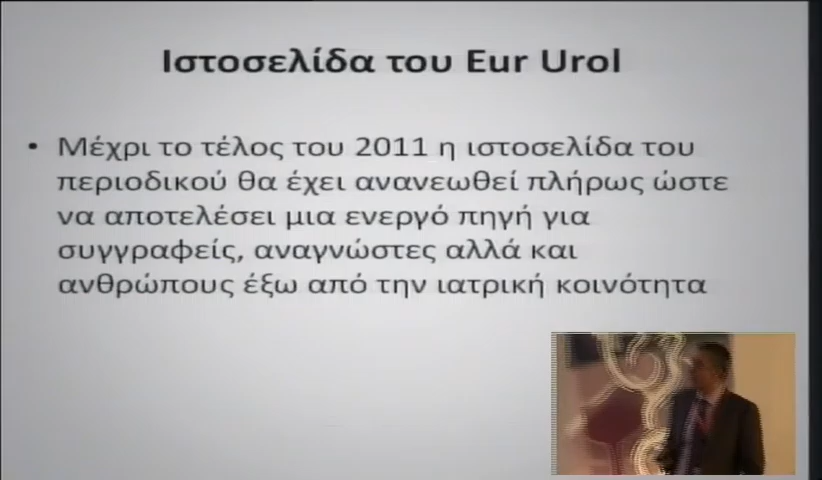 Ιστοσελίδα του Eur Urol
• Μέχρι το τέλος του 2011 η ιστοσελίδα του
περιοδικού θα έχει ανανεωθεί πλήρως ώστε
να αποτελέσει μια ενεργό πηγή για
συγγραφείς, αναγνώστες αλλά και
ανθρώπους έξω από την ιατρική κοινότητα